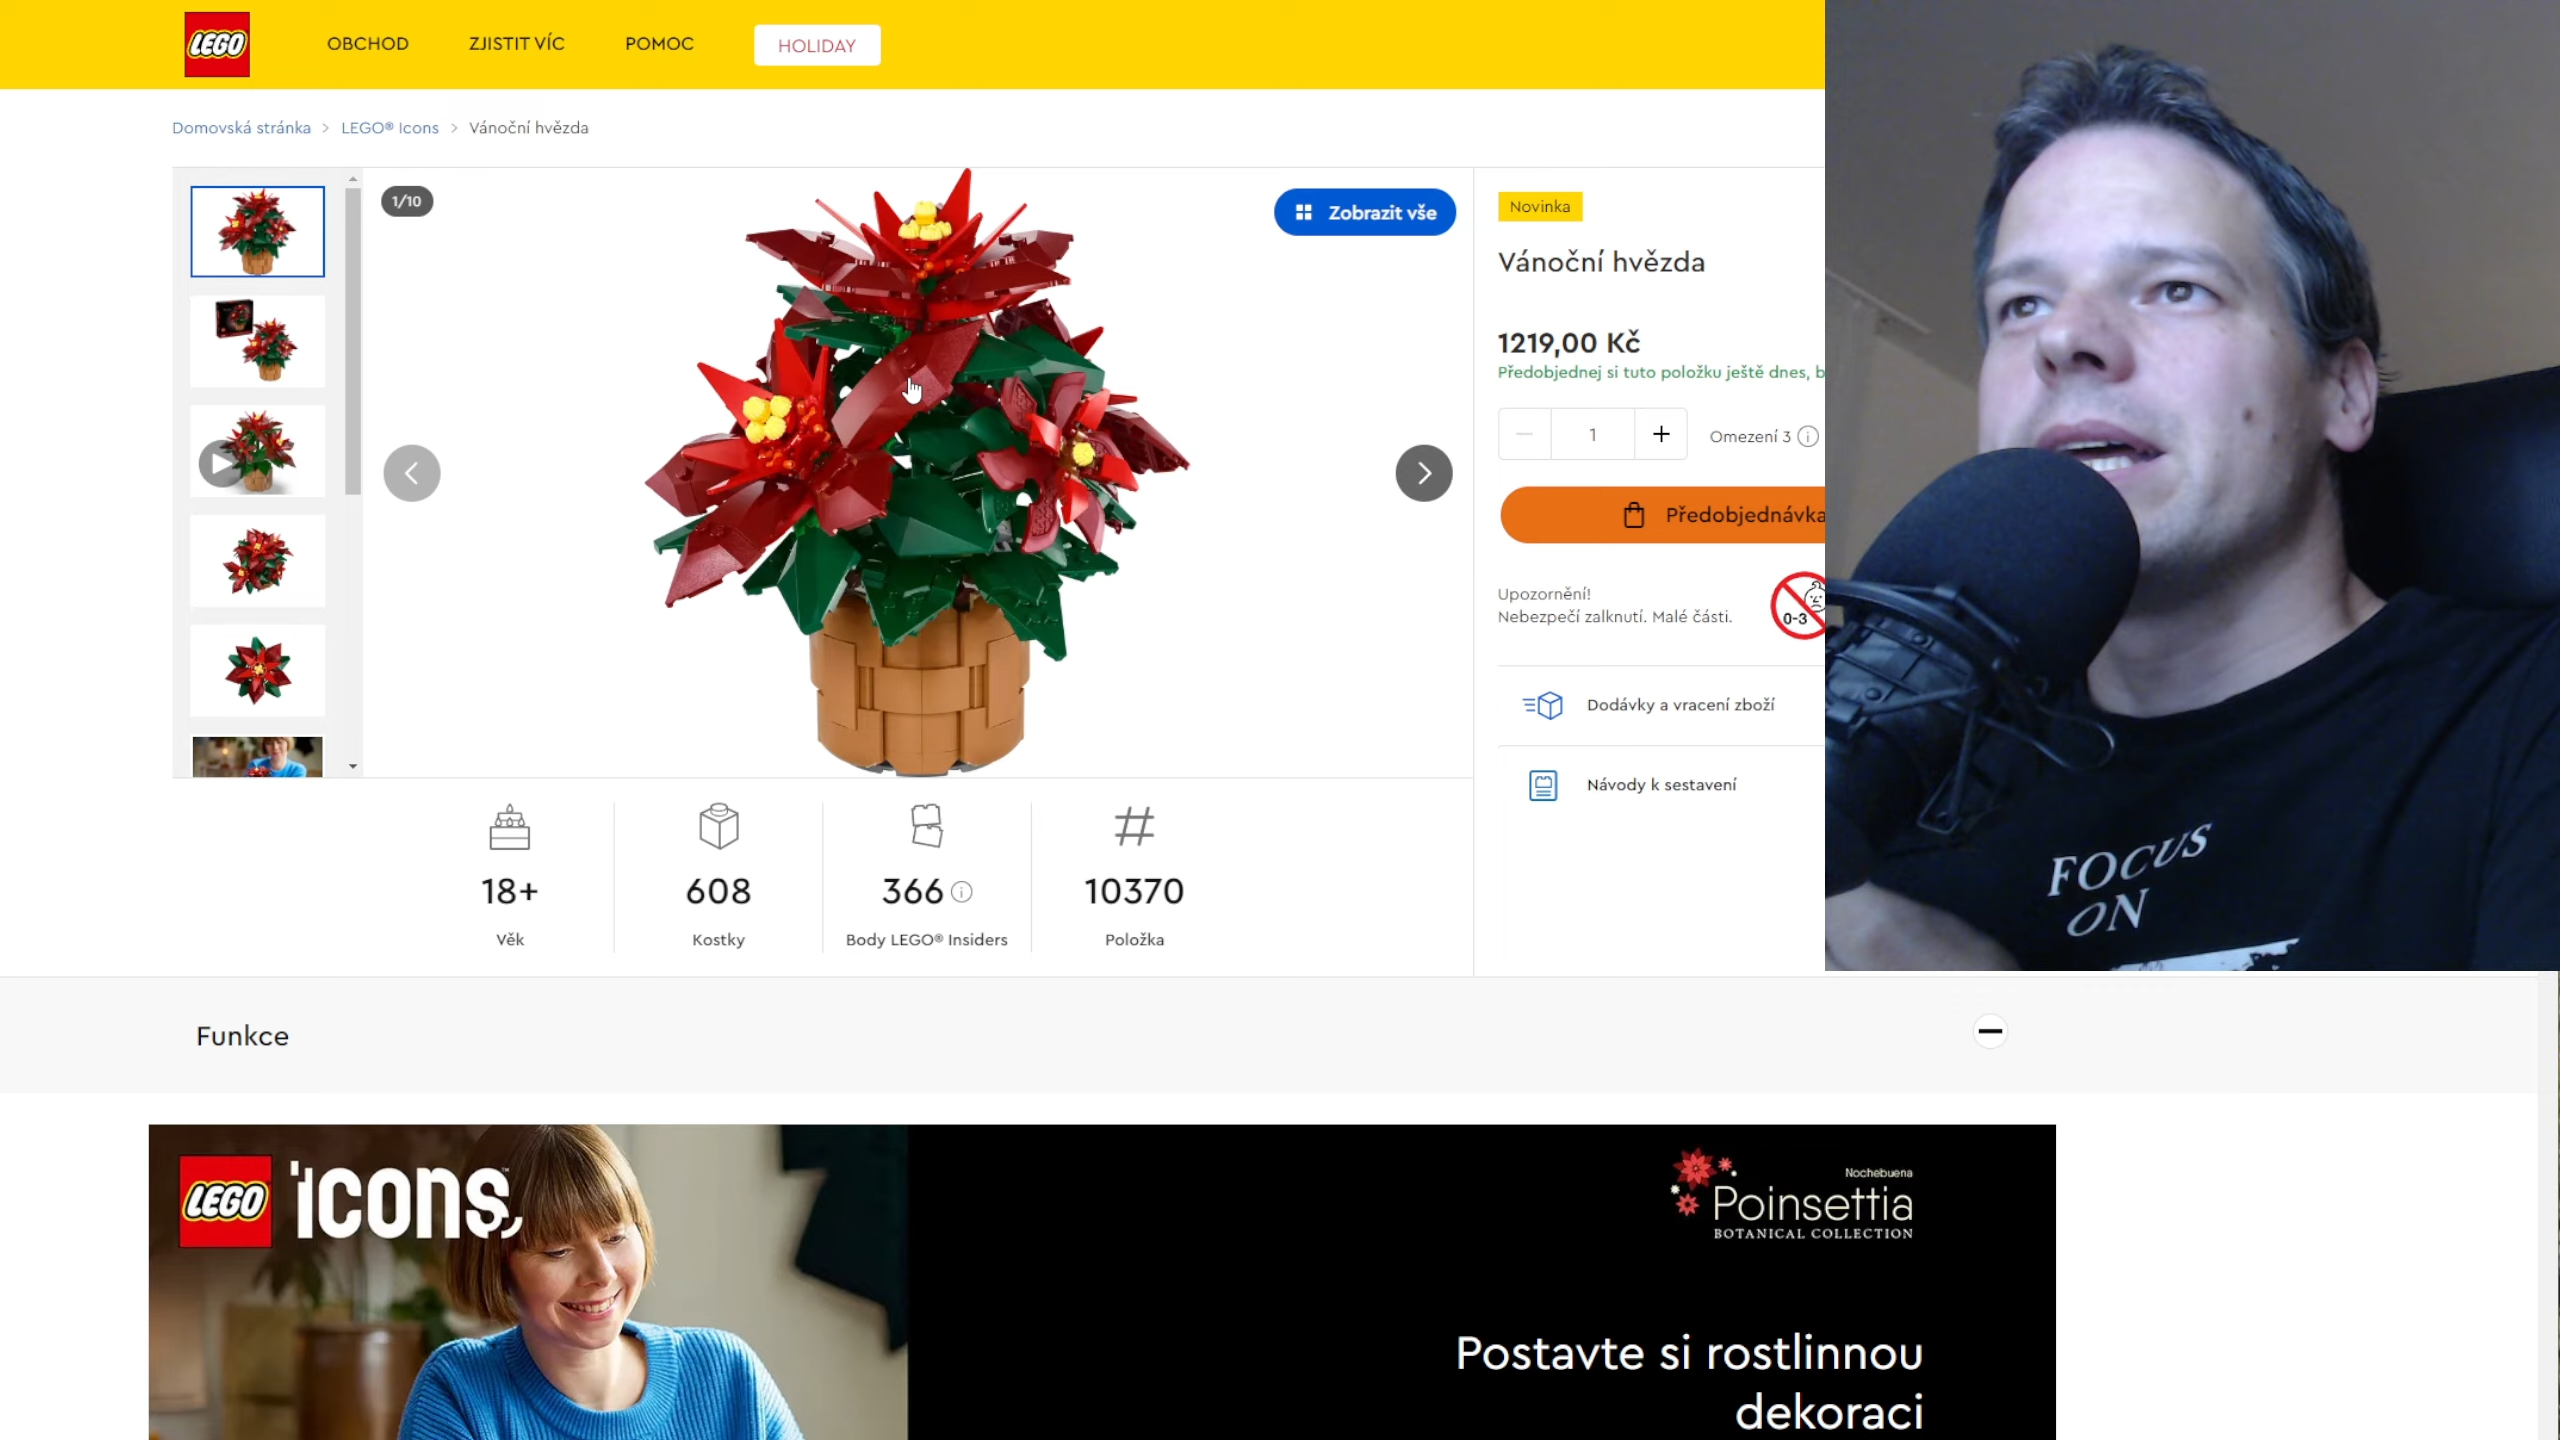 LEGO
OBCHOD
ZJISTIT VÍC
POMOC
HOLIDAY
Domovská stránka > LEGO® Icons > Vánoční hvězda
1/10
Zobrazit vše
Novinka
Vánoční hvězda
1219,00 Kč
Předobjednej si tuto položku ještě dnes, b
1
Omezení 3
Předobjednávka
Upozornění!
Nebezpečí zalknutí. Malé části.
0-3
Dodávky a vracení zboží
Návody k sestavení
18+
Věk
608
Kostky
366
Body LEGO® Insiders
10370
Položka
FOCUS
ON
Funkce
LEGO icons™
Nochebuena
Poinsettia
BOTANICAL COLLECTION
Postavte si rostlinnou
dekoraci